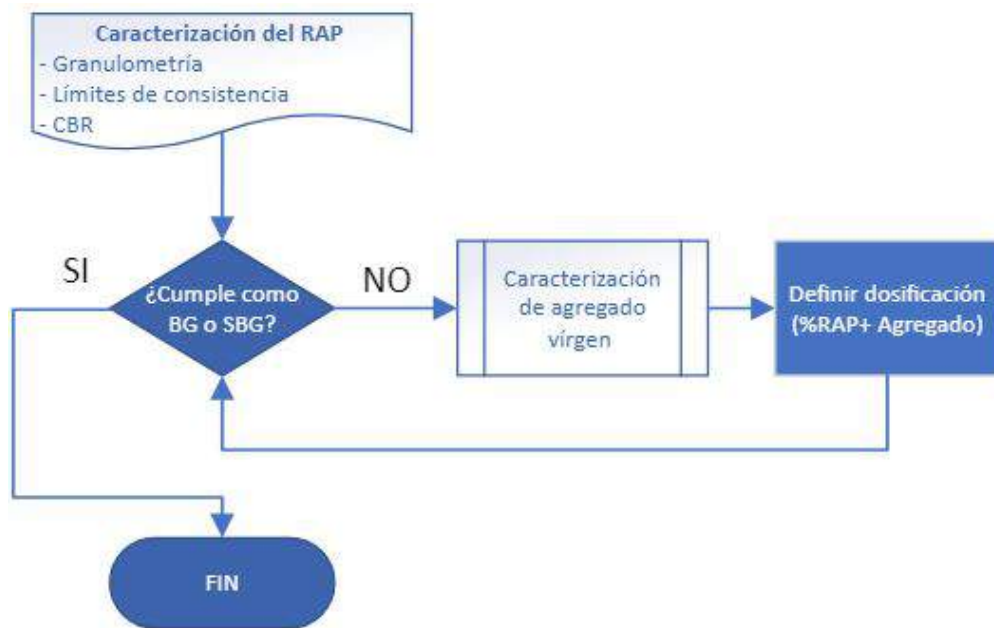 Caracterización del RAP
- Granulometría
- Límites de consistencia
- CBR
SI
¿Cumple como
BG o SBG?
NO
Caracterización
de agregado
vírgen
Definir dosificación
(%RAP+ Agregado)
FIN